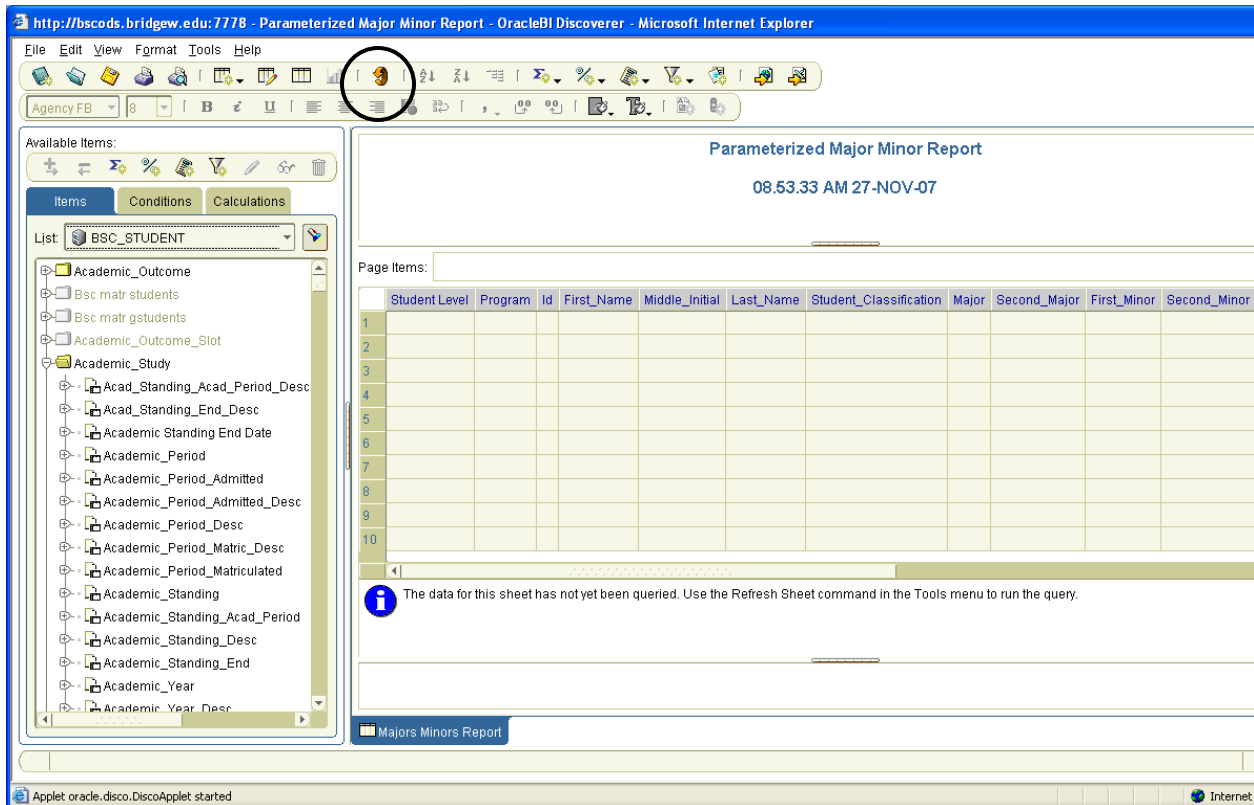 http://bscods.bridgew.edu:7778 - Parameterized Major Minor Report - OracleBI Discoverer - Microsoft Internet Explorer
File Edit View Format Tools Help
Agency FB 8 B i U
Available Items:
Items Conditions Calculations
List: BSC_STUDENT
Academic_Outcome
Bsc matr students
Bsc matr gstudents
Academic_Outcome_Slot
Academic_Study
Acad_Standing_Acad_Period_Desc
Acad_Standing_End_Desc
Academic Standing End Date
Academic_Period
Academic_Period_Admitted
Academic_Period_Admitted_Desc
Academic_Period_Desc
Academic_Period_Matric_Desc
Academic_Period_Matriculated
Academic_Standing
Academic_Standing_Acad_Period
Academic_Standing_Desc
Academic_Standing_End
Academic_Year
Academic_Year_Desc
Parameterized Major Minor Report
08.53.33 AM 27-NOV-07
Page Items:
Student Level Program Id First_Name Middle_Initial Last_Name Student_Classification Major Second_Major First_Minor Second_Minor
1
2
3
4
5
6
7
8
9
10
The data for this sheet has not yet been queried. Use the Refresh Sheet command in the Tools menu to run the query.
Majors Minors Report
Applet oracle.disco.DiscoApplet started
Internet